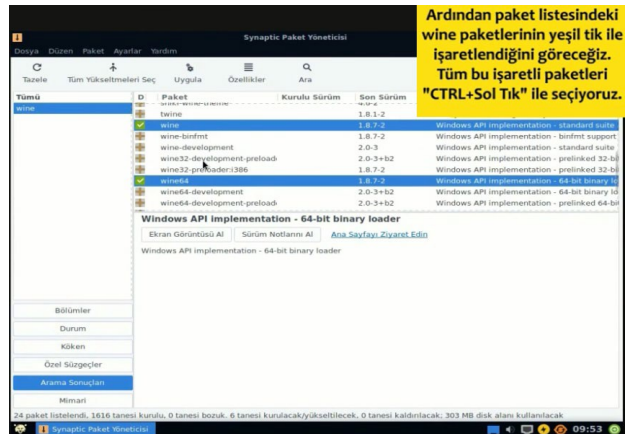 Ardından paket listesindeki
wine paketlerinin yeşil tik ile
işaretlendiğini göreceğiz.
Tüm bu işaretli paketleri
"CTRL+Sol Tık" ile seçiyoruz.
Synaptic Paket Yöneticisi
Dosya Düzen Paket Ayarlar Yardım
Tazele Tüm Yükseltmeleri Seç Uygula Özellikler Ara
Tümü
wine
D Paket Kurulu Sürüm Son Sürüm
twine 1.8.1-2
wine 1.8.7-2 Windows API implementation - standard suite
wine-binfmt 1.8.7-2 Windows API implementation - binfmt support
wine-development 2.0-3 Windows API implementation - standard suite
wine32-development-preload 2.0-3+b2 Windows API implementation - prelinked 32-bi
wine32-preloader:i386 1.8.7-2 Windows API implementation - prelinked 32-bi
wine64 1.8.7-2 Windows API implementation - 64-bit binary lo
wine64-development 2.0-3+b2 Windows API implementation - 64-bit binary lo
wine64-development-preload 2.0-3+b2 Windows API implementation - prelinked 64-bi
Windows API implementation - 64-bit binary loader
Ekran Görüntüsü Al Sürüm Notlarını Al Ana Sayfayı Ziyaret Edin
Windows API implementation - 64-bit binary loader
Bölümler
Durum
Köken
Özel Süzgeçler
Arama Sonuçları
Mimari
24 paket listelendi, 1616 tanesi kurulu, 0 tanesi bozuk. 6 tanesi kurulacak/yükseltilecek, 0 tanesi kaldırılacak; 303 MB disk alanı kullanılacak
Synaptic Paket Yöneticisi 09:53